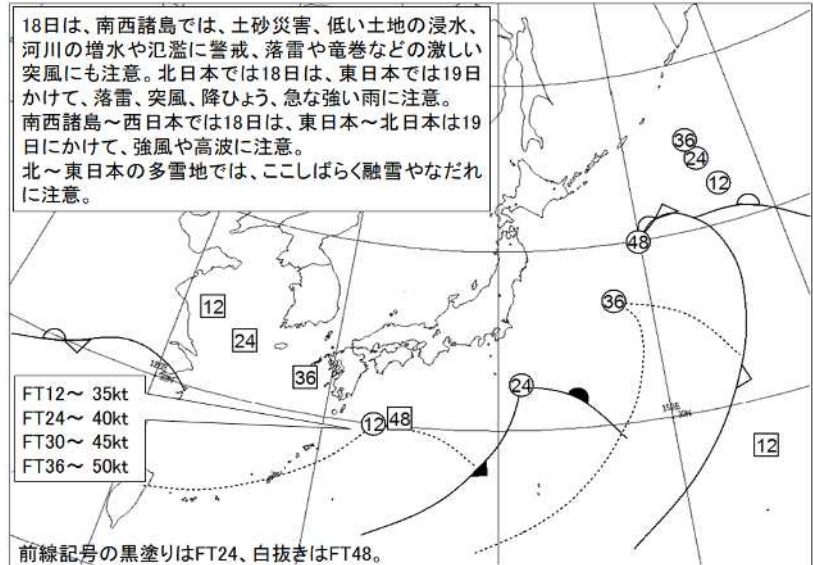 18日は、南西諸島では、土砂災害、低い土地の浸水、
河川の増水や氾濫に警戒、落雷や竜巻などの激しい
突風にも注意。北日本では18日は、東日本では19日
かけて、落雷、突風、降ひょう、急な強い雨に注意。
南西諸島～西日本では18日は、東日本～北日本は19
日にかけて、強風や高波に注意。
北～東日本の多雪地では、ここしばらく融雪やなだれ
に注意。
36
24
12
48
12
36
24
36
24
12
48
150E
30N
12
FT12～ 35kt
FT24～ 40kt
FT30～ 45kt
FT36～ 50kt
前線記号の黒塗りはFT24、白抜きはFT48。